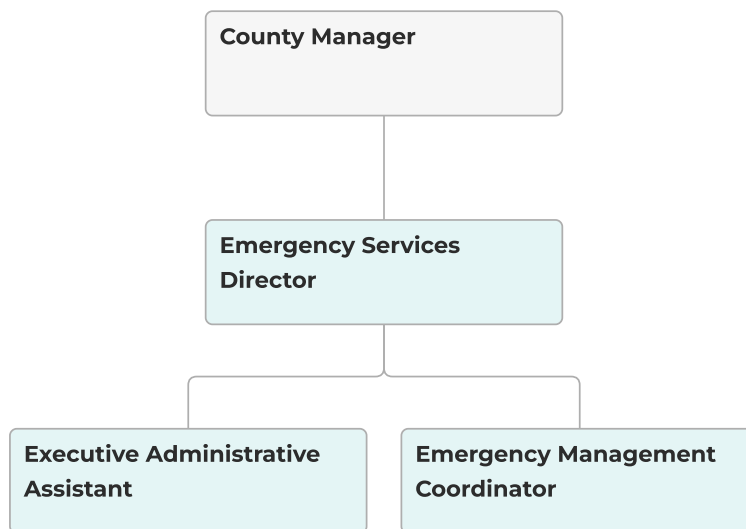 County Manager
Emergency Services
Director
Executive Administrative
Assistant
Emergency Management
Coordinator